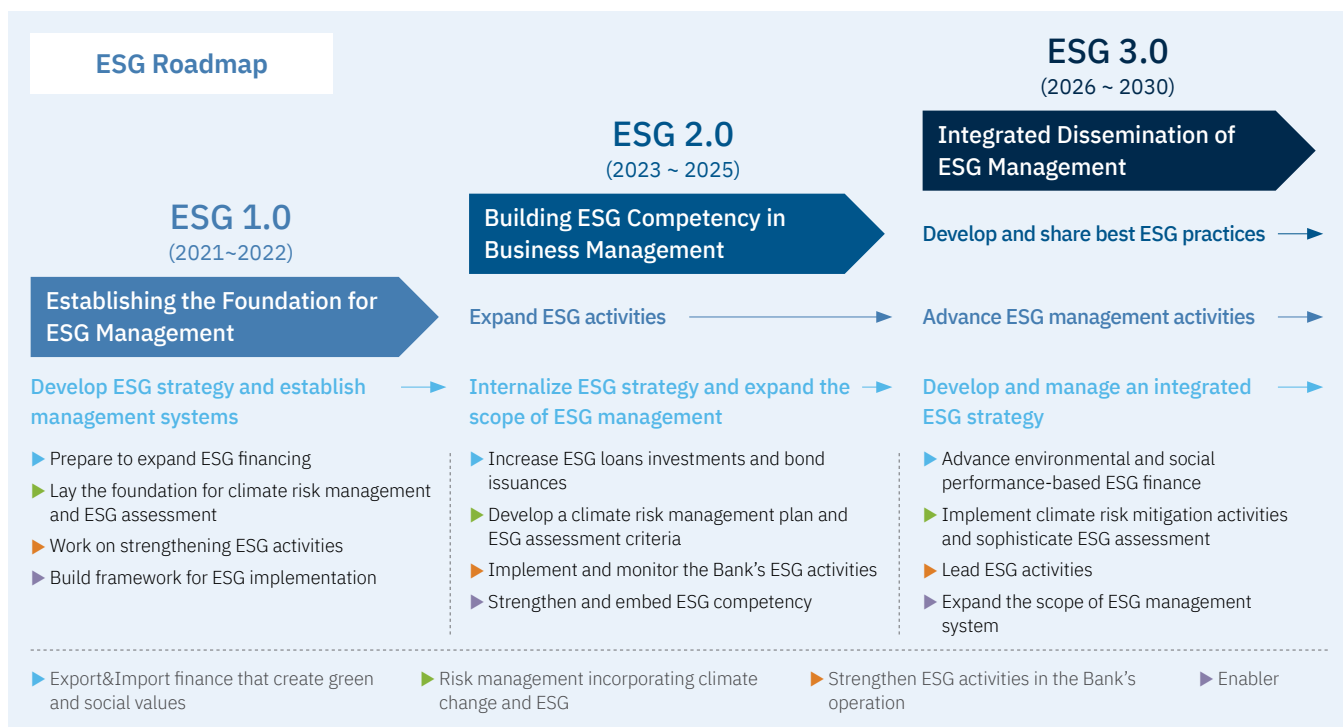 ESG Roadmap
ESG 1.0
(2021~2022)
Establishing the Foundation for
ESG Management
Develop ESG strategy and establish
management systems
Prepare to expand ESG financing
Lay the foundation for climate risk management
and ESG assessment
Work on strengthening ESG activities
Build framework for ESG implementation
ESG 2.0
(2023 ~ 2025)
Building ESG Competency in
Business Management
Expand ESG activities
Internalize ESG strategy and expand the
scope of ESG management
Increase ESG loans investments and bond
issuances
Develop a climate risk management plan and
ESG assessment criteria
Implement and monitor the Bank's ESG activities
Strengthen and embed ESG competency
ESG 3.0
(2026 ~ 2030)
Integrated Dissemination of
ESG Management
Develop and share best ESG practices
Advance ESG management activities
Develop and manage an integrated
ESG strategy
Advance environmental and social
performance-based ESG finance
Implement climate risk mitigation activities
and sophisticate ESG assessment
Lead ESG activities
Expand the scope of ESG management
system
Export&Import finance that create green
and social values
Risk management incorporating climate
change and ESG
Strengthen ESG activities in the Bank's
operation
Enabler